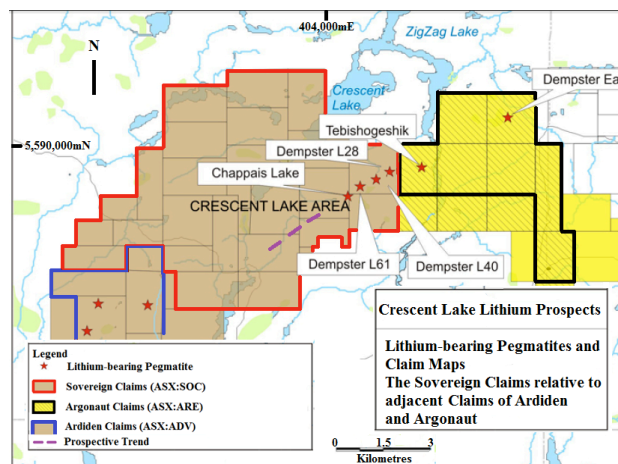 404,000mE
ZigZag Lake
N
Crescent
Lake
Dempster Ea
Tebishogeshik
5,590,000mN
Dempster L28
Chappais Lake
CRESCENT LAKE AREA
Dempster L61
Dempster L40
Crescent Lake Lithium Prospects
Lithium-bearing Pegmatites and
Claim Maps
The Sovereign Claims relative to
adjacent Claims of Ardiden
and Argonaut
Legend
Lithium-bearing Pegmatite
Sovereign Claims (ASX:SOC)
Argonaut Claims (ASX:ARE)
Ardiden Claims (ASX:ADV)
Prospective Trend
0 1.5 3
Kilometres